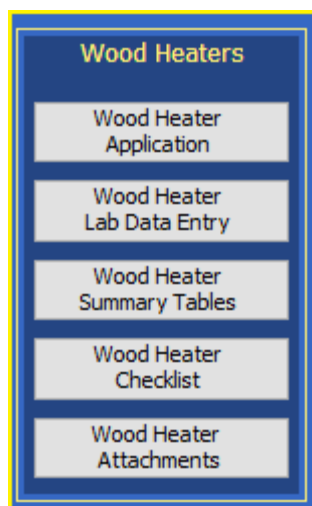 Wood Heaters
Wood Heater
Application
Wood Heater
Lab Data Entry
Wood Heater
Summary Tables
Wood Heater
Checklist
Wood Heater
Attachments